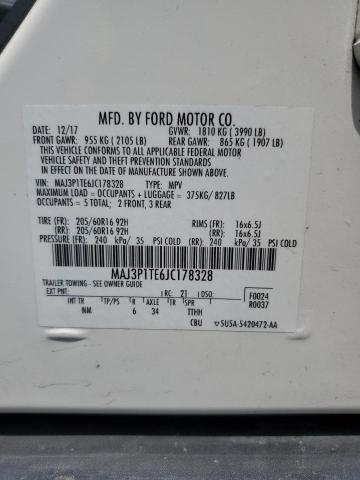 MFD. BY FORD MOTOR CO.
DATE: 12/17 GVWR: 1810 KG ( 3990 LB)
FRONT GAWR: 955 KG ( 2105 LB) REAR GAWR: 865 KG ( 1907 LB)
THIS VEHICLE CONFORMS TO ALL APPLICABLE FEDERAL MOTOR
VEHICLE SAFETY AND THEFT PREVENTION STANDARDS
IN EFFECT ON THE DATE OF MANUFACTURE SHOWN ABOVE.
VIN: MAJ3P1TE6JC178328 TYPE: MPV
MAXIMUM LOAD = OCCUPANTS + LUGGAGE = 375KG/ 827LB
OCCUPANTS = 5 TOTAL; 2 FRONT, 3 REAR
TIRE (FR): 205/60R16 92H RIMS (FR): 16x6.5J
(RR): 205/60R16 92H (RR): 16x6.5J
PRESSURE (FR): 240 kPa/ 35 PSI COLD (RR): 240 kPa/ 35 PSI COLD
MAJ3P1TE6JC178328
TRAILER TOWING - SEE OWNER GUIDE
EXT PNT: RC: 21 DSO: F0024
INT TR TP/PS R AXLE TR SPR R0037
NM 6 34 TTHH
CBU 5U5A-5420472-AA